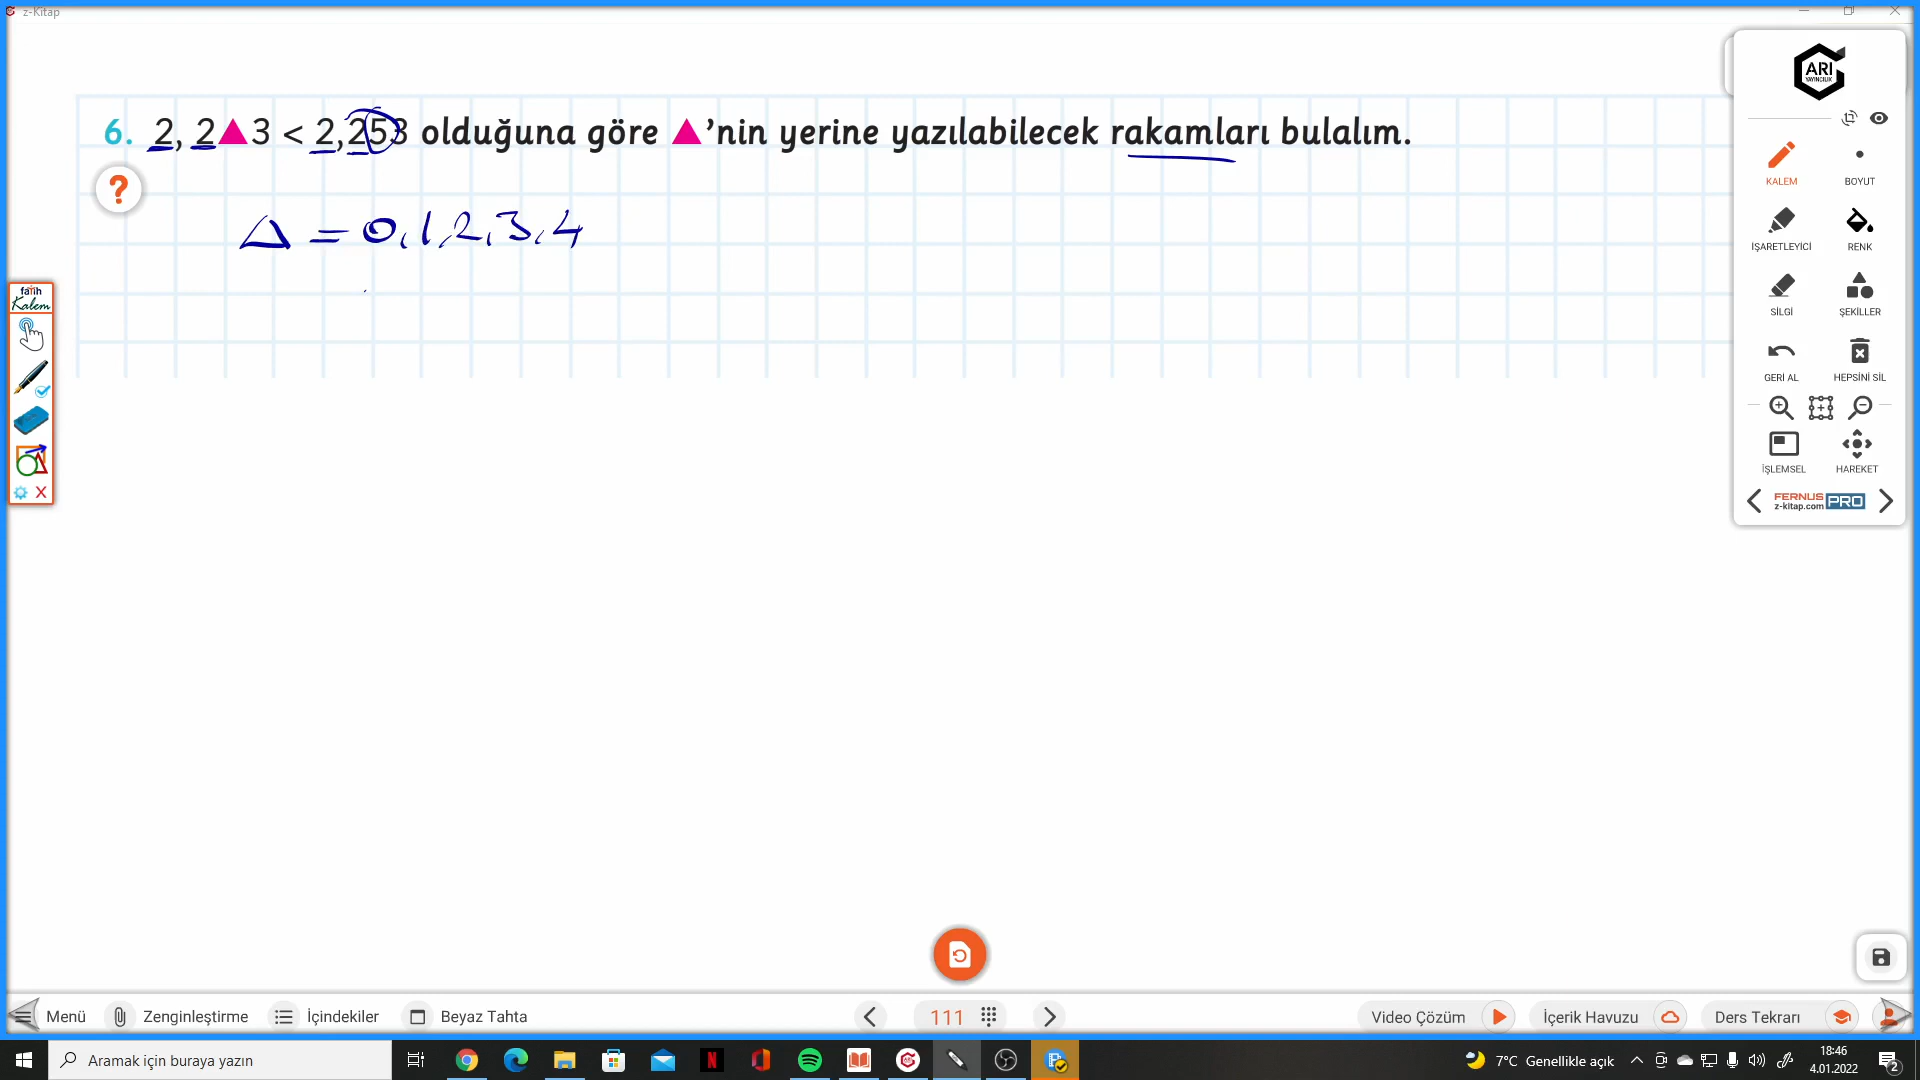 z-Kitap
6. 2, 2▲3 < 2,253 olduğuna göre ▲'nin yerine yazılabilecek rakamları bulalım.
?
Δ = 0,1,2,3,4
fatih
Kalem
ARI
YAYINCILIK
KALEM
BOYUT
İŞARETLEYİCİ
RENK
SİLGİ
ŞEKİLLER
GERİ AL
HEPSİNİ SİL
İŞLEMSEL
HAREKET
FERNUS PRO
z-kitap.com
Menü
Zenginleştirme
İçindekiler
Beyaz Tahta
111
Video Çözüm
İçerik Havuzu
Ders Tekrarı
Aramak için buraya yazın
7°C Genellikle açık
18:46
4.01.2022
2